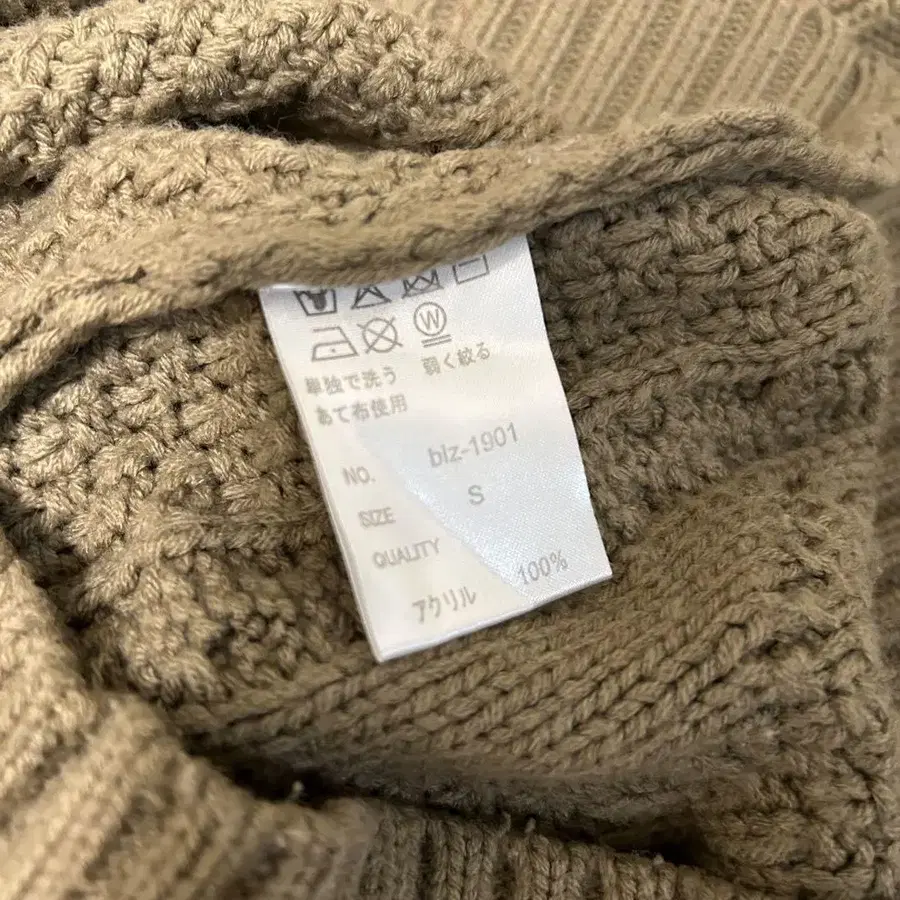 W
単独で洗う 弱く絞る
あて布使用
NO. blz-1901
SIZE S
QUALITY
アクリル 100%